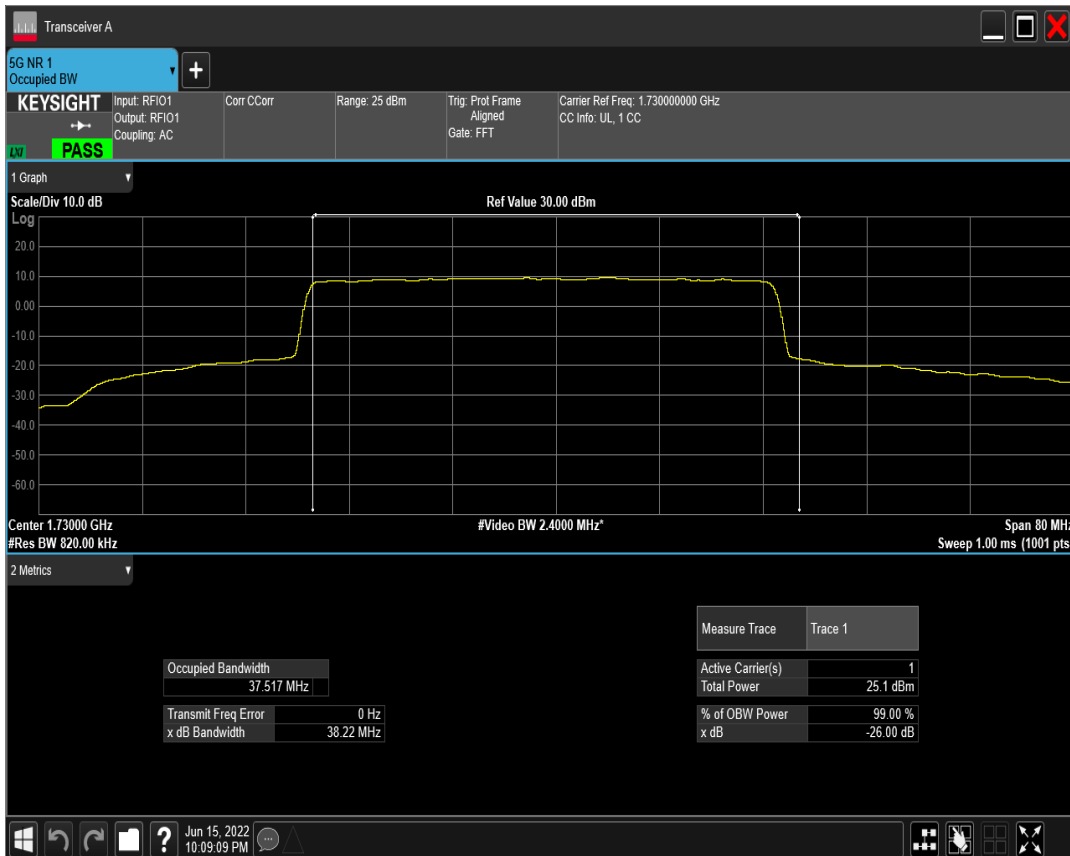 Transceiver A
5G NR 1
Occupied BW
+
KEYSIGHT
LXI
PASS
Input: RFIO1
Output: RFIO1
Coupling: AC
Corr CCorr
Range: 25 dBm
Trig: Prot Frame
Aligned
Gate: FFT
Carrier Ref Freq: 1.730000000 GHz
CC Info: UL, 1 CC
1 Graph
Scale/Div 10.0 dB
Ref Value 30.00 dBm
Log
20.0
10.0
0.00
-10.0
-20.0
-30.0
-40.0
-50.0
-60.0
Center 1.73000 GHz
#Video BW 2.4000 MHz*
Span 80 MHz
#Res BW 820.00 kHz
Sweep 1.00 ms (1001 pts
2 Metrics
Measure Trace Trace 1
Occupied Bandwidth
37.517 MHz
Active Carrier(s) 1
Total Power 25.1 dBm
Transmit Freq Error 0 Hz
x dB Bandwidth 38.22 MHz
% of OBW Power 99.00 %
x dB -26.00 dB
?
Jun 15, 2022
10:09:09 PM